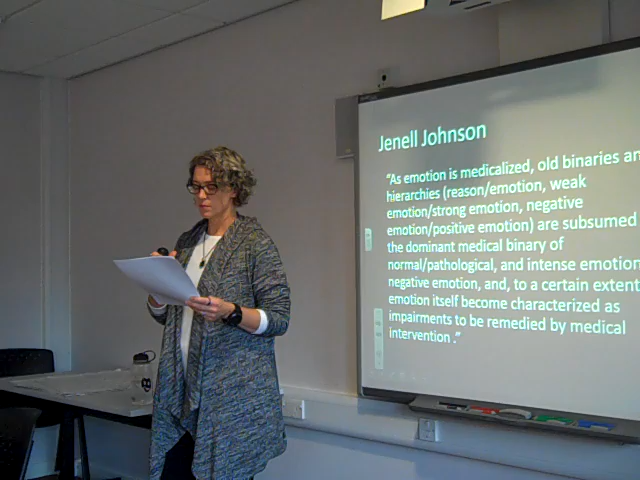 Jenell Johnson
"As emotion is medicalized, old binaries an
hierarchies (reason/emotion, weak
emotion/strong emotion, negative
emotion/positive emotion) are subsumed
the dominant medical binary of
normal/pathological, and intense emotion
negative emotion, and, to a certain extent
emotion itself become characterized as
impairments to be remedied by medical
intervention ."